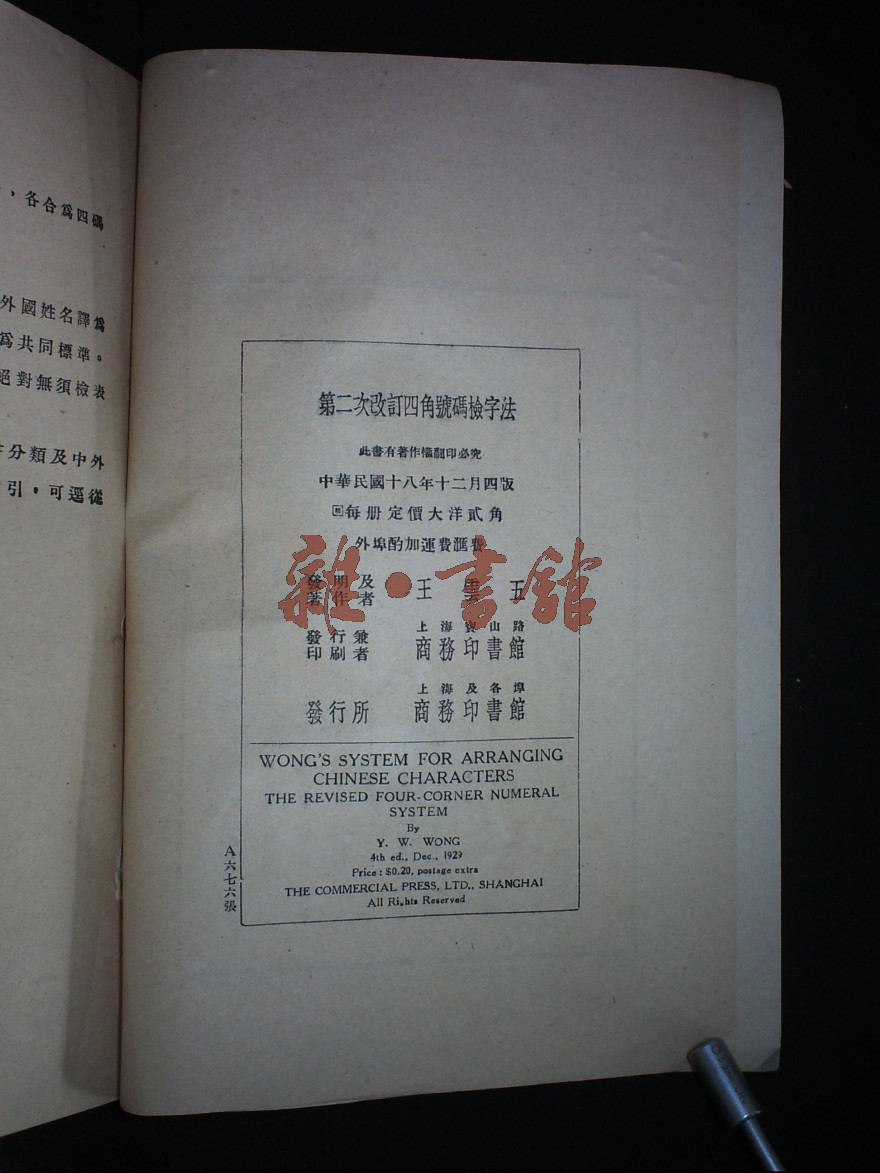 ，各合爲四碼
外國姓名譯爲
爲共同標準。
絕對無須檢表
分類及中外
引，可逕從
第二次改訂四角號碼檢字法
此書有著作權翻印必究
中華民國十八年十二月四版
每册定價大洋貳角
外埠酌加運費滙費
發明及著作者 王雲五
上海寶山路
發行兼印刷者 商務印書館
上海及各埠
發行所 商務印書館
WONG'S SYSTEM FOR ARRANGING
CHINESE CHARACTERS
THE REVISED FOUR-CORNER NUMERAL
SYSTEM
By
Y. W. WONG
4th ed., Dec., 1929
Price : $0.20, postage extra
THE COMMERCIAL PRESS, LTD., SHANGHAI
All Rights Reserved
A六七六張
雜·書館